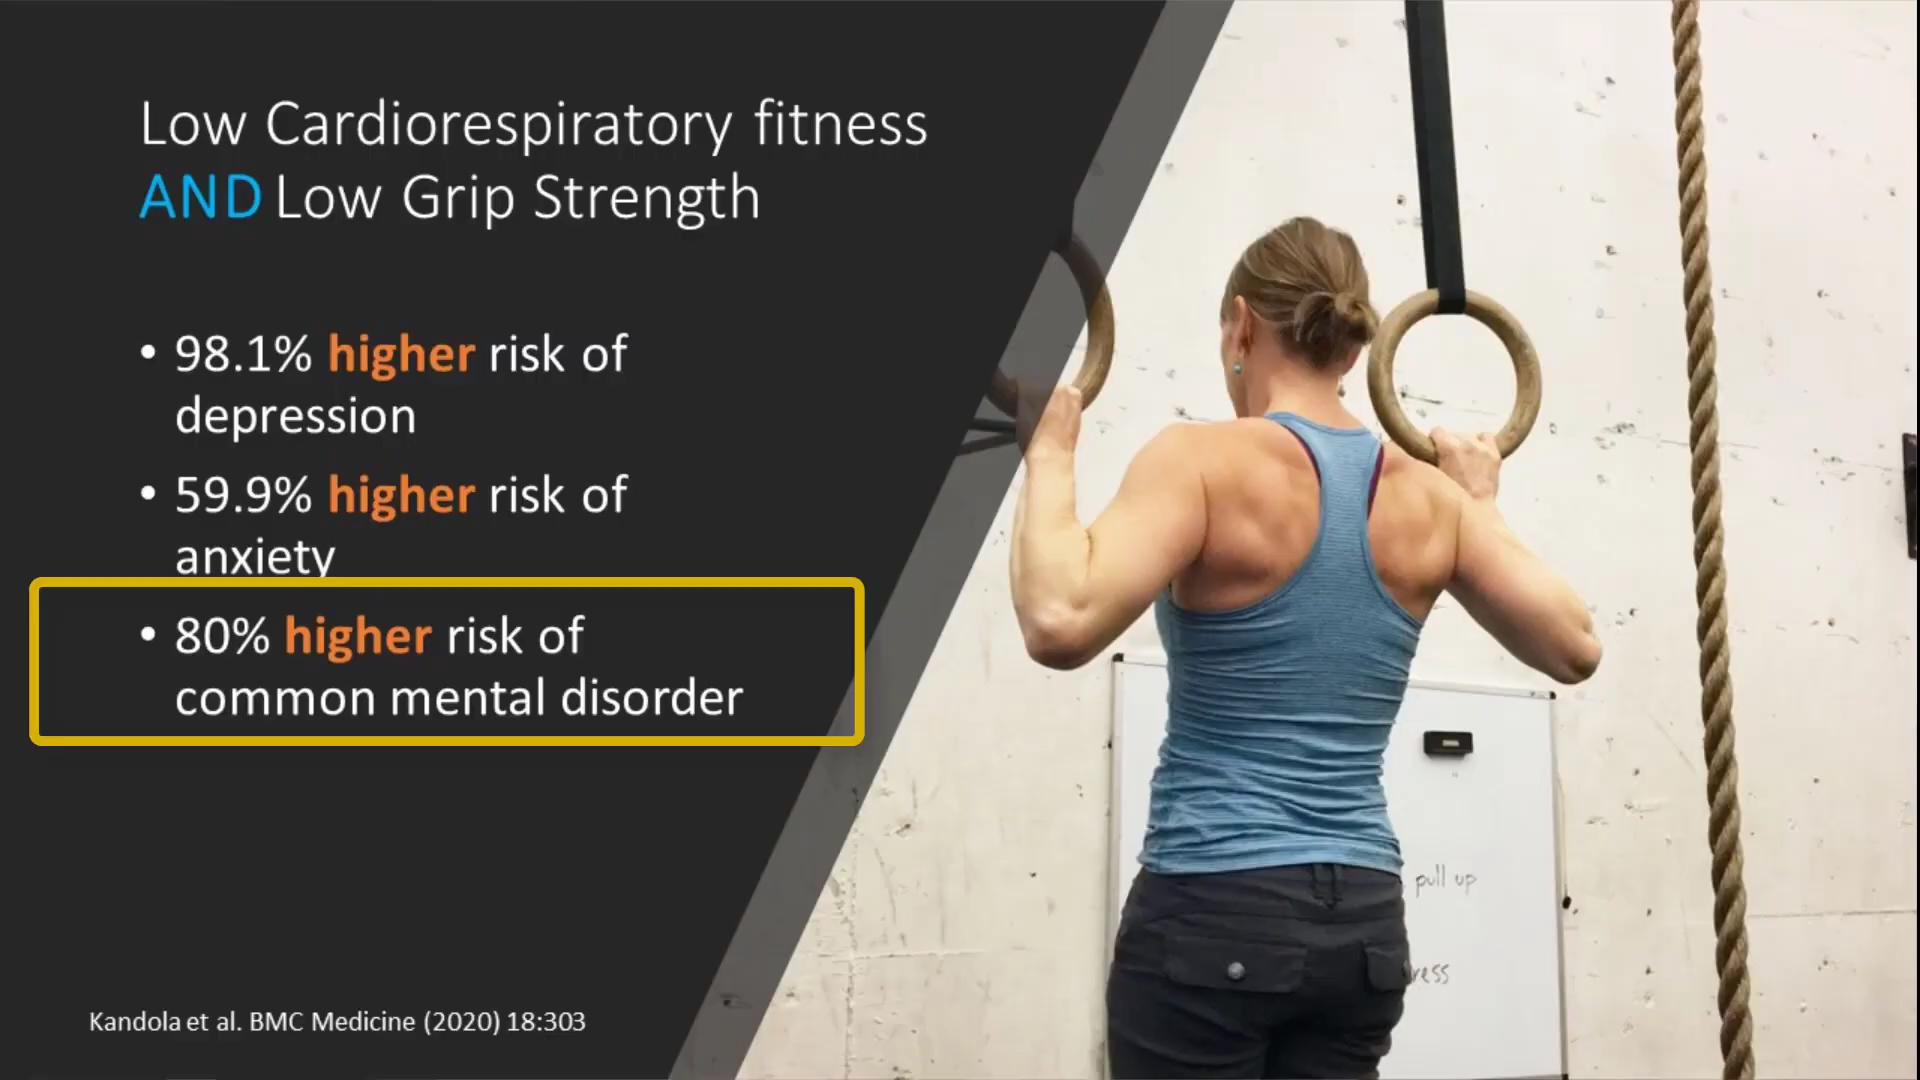 Low Cardiorespiratory fitness
AND Low Grip Strength
• 98.1% higher risk of
depression
• 59.9% higher risk of
anxiety
• 80% higher risk of
common mental disorder
pull up
ress
Kandola et al. BMC Medicine (2020) 18:303